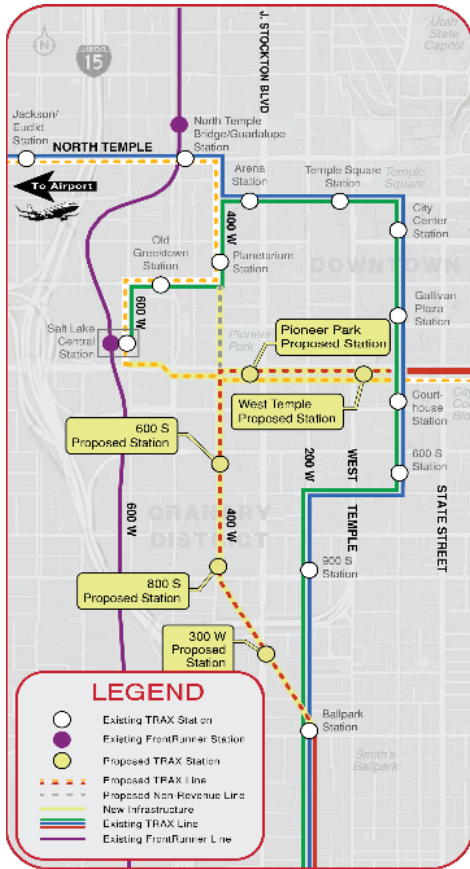 J. STOCKTON BLVD
Utah
State
Capitol
N
15
Jackson/
Euclid
Station
NORTH TEMPLE
North Temple
Bridge/Guadalupe
Station
To Airport
Arena
Station
Temple Square
Station
Temple
Square
400 W
City
Center
Station
Old
Greektown
Station
Planetarium
Station
DOWNTOWN
600 W
Gallivan
Plaza
Station
Salt Lake
Central
Station
Pioneer
Park
Pioneer Park
Proposed Station
West Temple
Proposed Station
Court-
house
Station
600 S
Proposed Station
WEST
TEMPLE
200 W
600 S
Station
STATE STREET
600 W
400 W
GRANARY
DISTRICT
800 S
Proposed Station
900 S
Station
300 W
Proposed
Station
Ballpark
Station
Smith's
Ballpark
LEGEND
Existing TRAX Station
Existing FrontRunner Station
Proposed TRAX Station
Proposed TRAX Line
Proposed Non-Revenue Line
New Infrastructure
Existing TRAX Line
Existing FrontRunner Line